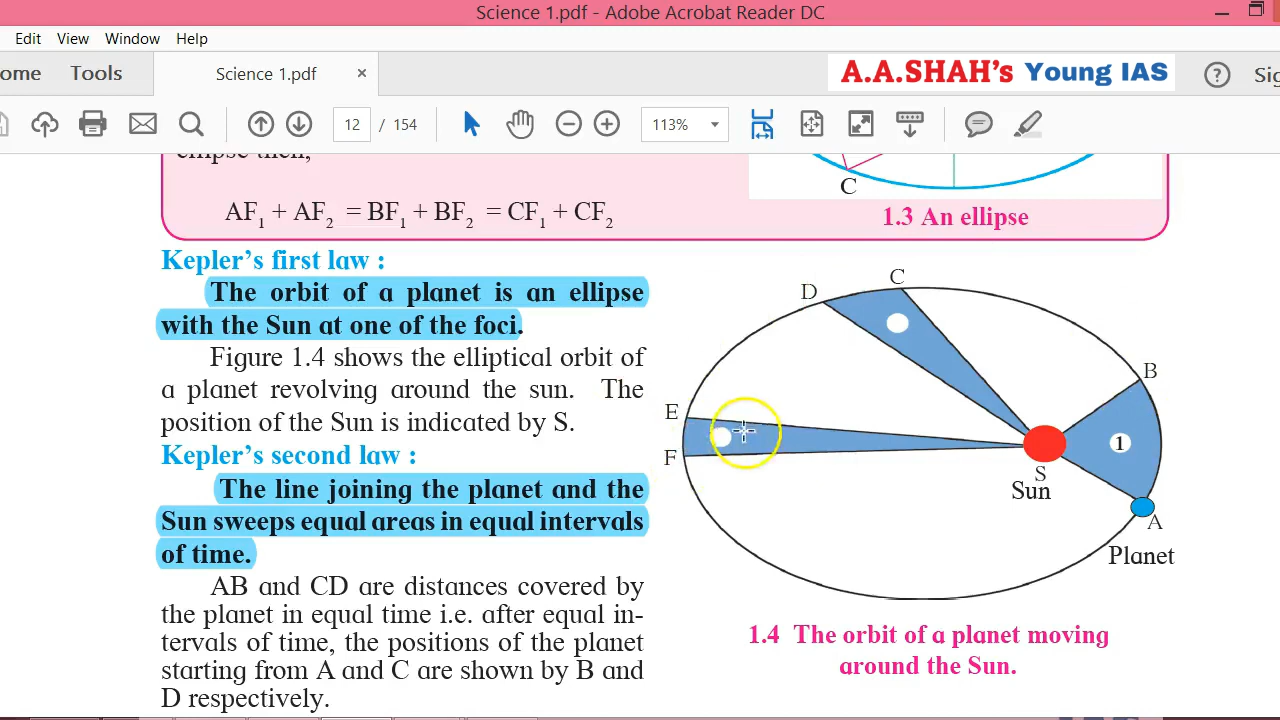 Science 1.pdf - Adobe Acrobat Reader DC
Edit View Window Help
ome Tools Science 1.pdf × A.A.SHAH's Young IAS ? Sig
12 / 154 113%
ellipse then,
C
AF1 + AF2 = BF1 + BF2 = CF1 + CF2
1.3 An ellipse
Kepler's first law :
The orbit of a planet is an ellipse
with the Sun at one of the foci.
Figure 1.4 shows the elliptical orbit of
a planet revolving around the sun. The
position of the Sun is indicated by S.
Kepler's second law :
The line joining the planet and the
Sun sweeps equal areas in equal intervals
of time.
AB and CD are distances covered by
the planet in equal time i.e. after equal in-
tervals of time, the positions of the planet
starting from A and C are shown by B and
D respectively.
D
C
B
E
F
1
S
Sun
A
Planet
1.4 The orbit of a planet moving
around the Sun.